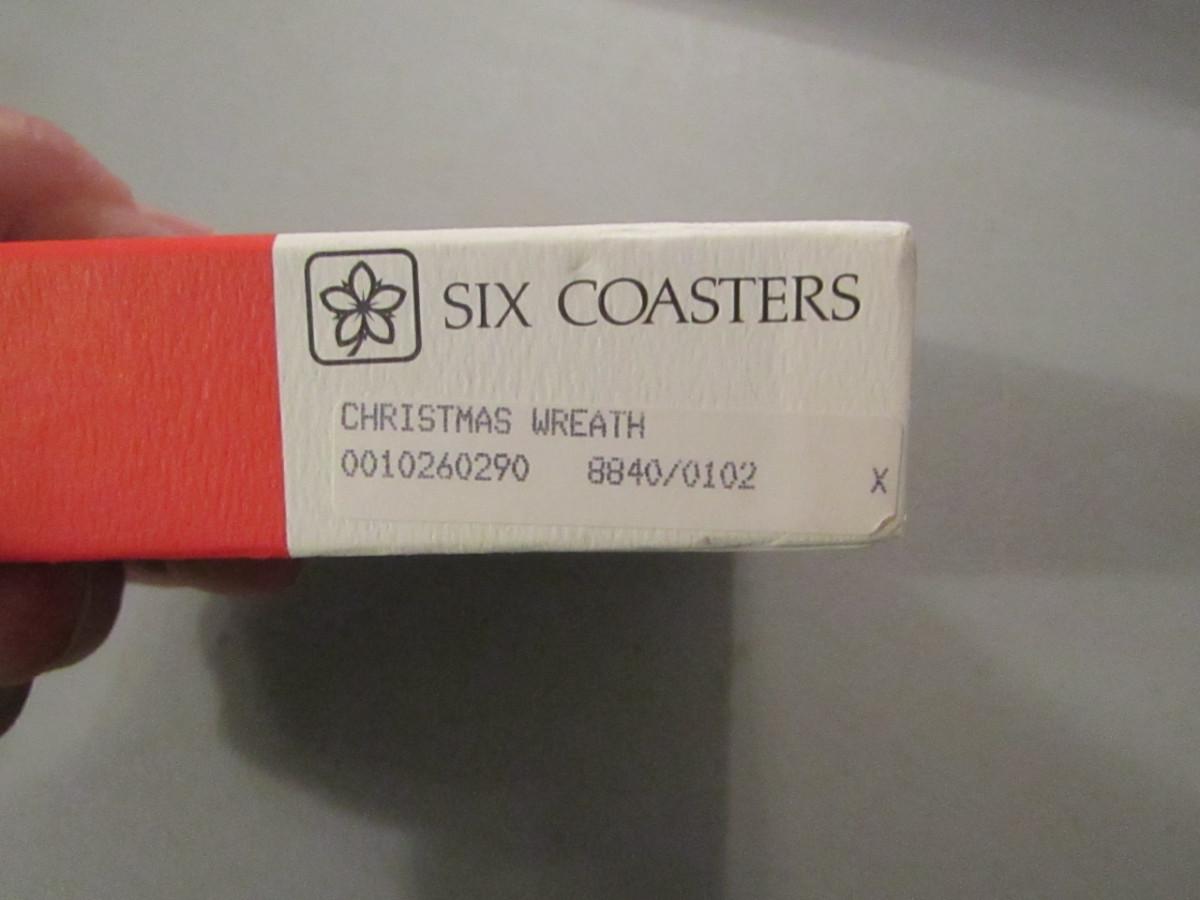 SIX COASTERS
CHRISTMAS WREATH
0010260290 8840/0102 X